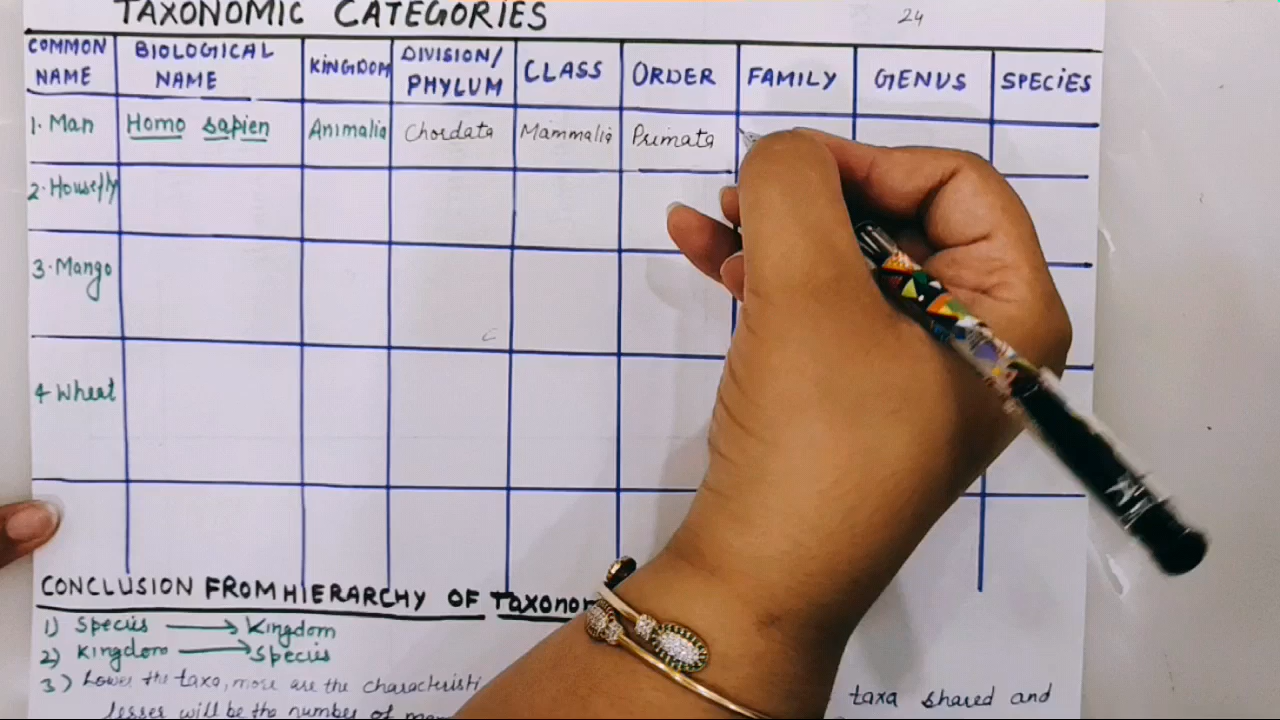 TAXONOMIC CATEGORIES
24
COMMON NAME BIOLOGICAL NAME KINGDOM DIVISION/ PHYLUM CLASS ORDER FAMILY GENUS SPECIES
1. Man Homo sapien Animalia Chordata Mammalia Primata
2. Housefly
3. Mango
4 Wheat
CONCLUSION FROM HIERARCHY OF
1) Species → Kingdom
2) Kingdom → Species
3) Lower the taxa, more are the taxa shared and
lesser will be the number of